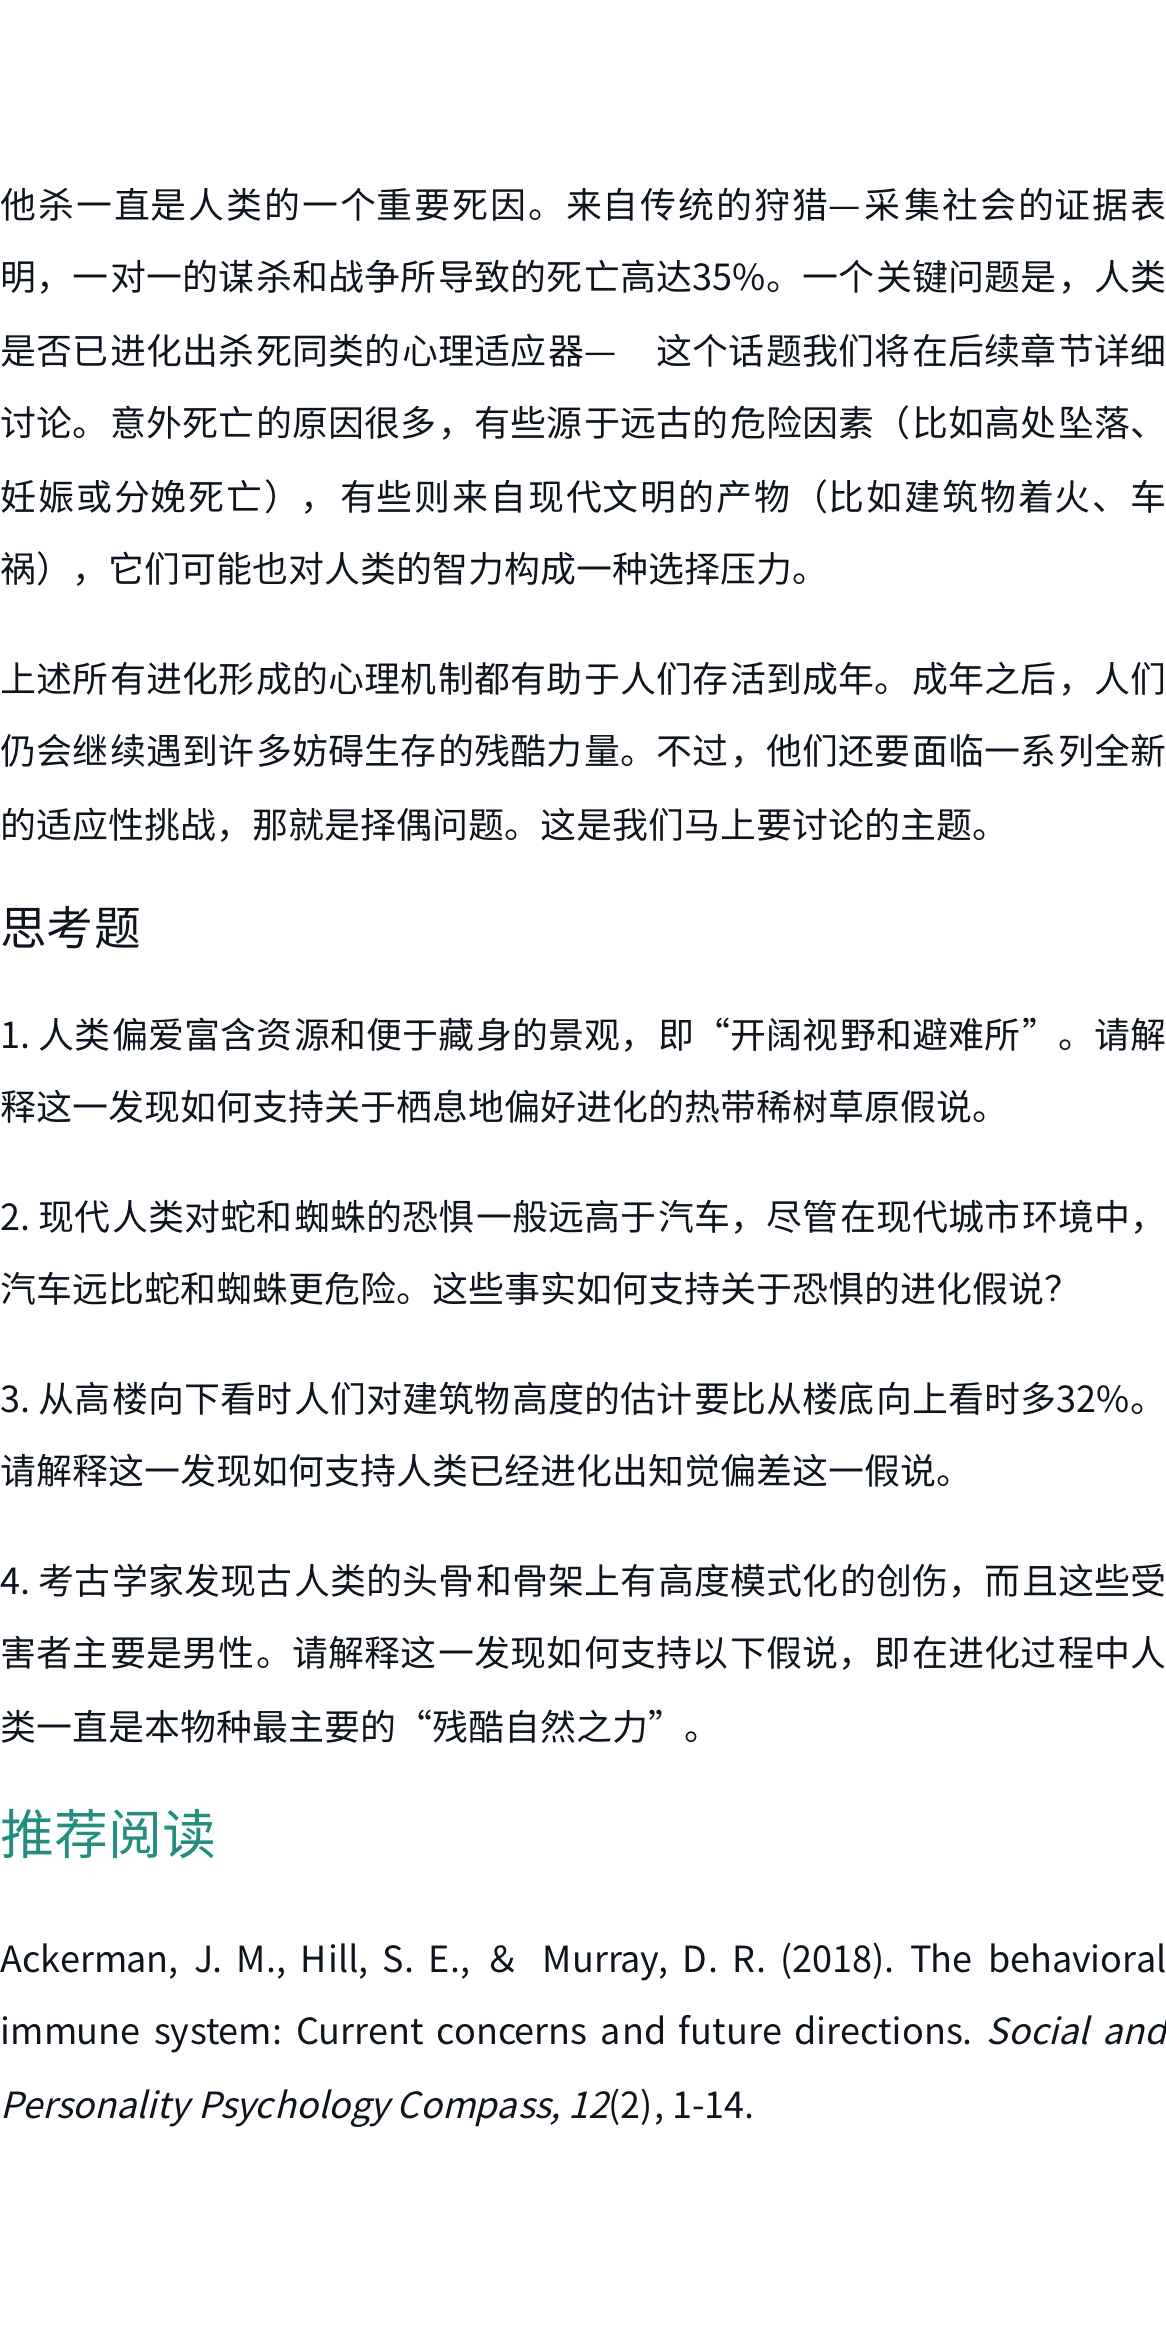 他杀一直是人类的一个重要死因。来自传统的狩猎—采集社会的证据表
明，一对一的谋杀和战争所导致的死亡高达35%。一个关键问题是，人类
是否已进化出杀死同类的心理适应器—　这个话题我们将在后续章节详细
讨论。意外死亡的原因很多，有些源于远古的危险因素（比如高处坠落、
妊娠或分娩死亡），有些则来自现代文明的产物（比如建筑物着火、车
祸），它们可能也对人类的智力构成一种选择压力。
上述所有进化形成的心理机制都有助于人们存活到成年。成年之后，人们
仍会继续遇到许多妨碍生存的残酷力量。不过，他们还要面临一系列全新
的适应性挑战，那就是择偶问题。这是我们马上要讨论的主题。
思考题
1. 人类偏爱富含资源和便于藏身的景观，即“开阔视野和避难所”。请解
释这一发现如何支持关于栖息地偏好进化的热带稀树草原假说。
2. 现代人类对蛇和蜘蛛的恐惧一般远高于汽车，尽管在现代城市环境中，
汽车远比蛇和蜘蛛更危险。这些事实如何支持关于恐惧的进化假说？
3. 从高楼向下看时人们对建筑物高度的估计要比从楼底向上看时多32%。
请解释这一发现如何支持人类已经进化出知觉偏差这一假说。
4. 考古学家发现古人类的头骨和骨架上有高度模式化的创伤，而且这些受
害者主要是男性。请解释这一发现如何支持以下假说，即在进化过程中人
类一直是本物种最主要的“残酷自然之力”。
推荐阅读
Ackerman, J. M., Hill, S. E., & Murray, D. R. (2018). The behavioral
immune system: Current concerns and future directions. Social and
Personality Psychology Compass, 12(2), 1-14.